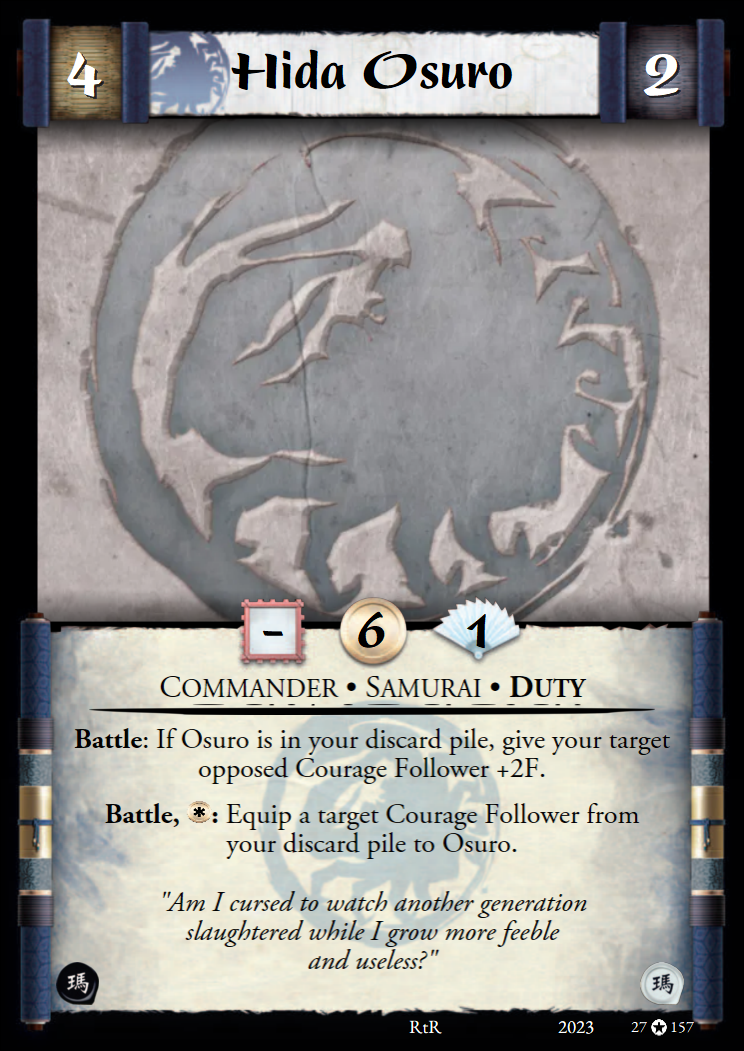 4 Hida Osuro 2
- 6 1
COMMANDER • SAMURAI • DUTY
Battle: If Osuro is in your discard pile, give your target
opposed Courage Follower +2F.
Battle, *: Equip a target Courage Follower from
your discard pile to Osuro.
"Am I cursed to watch another generation
slaughtered while I grow more feeble
and useless?"
瑪 瑪
RtR 2023 27 ✪ 157